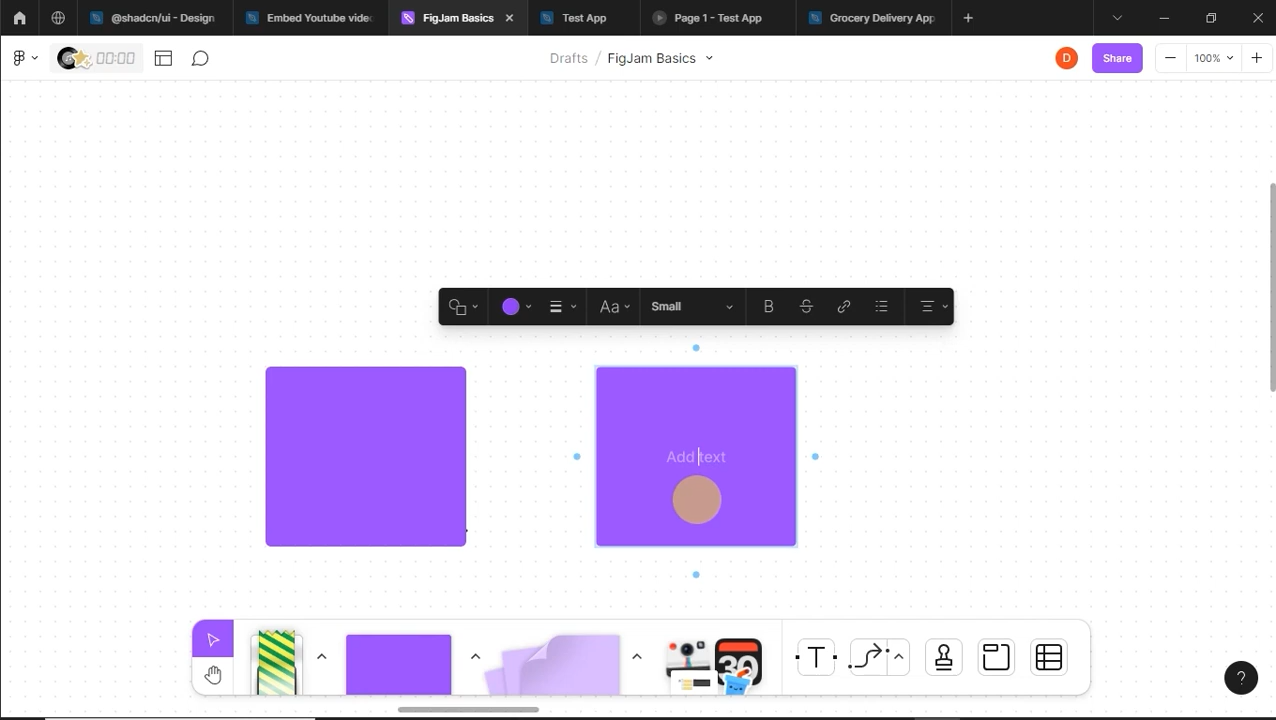 @shadcn/ui - Design
Embed Youtube vide
FigJam Basics
Test App
Page 1 - Test App
Grocery Delivery App
00:00
Drafts / FigJam Basics
D
Share
100%
Aa
Small
B
S
Add text
T
30
?